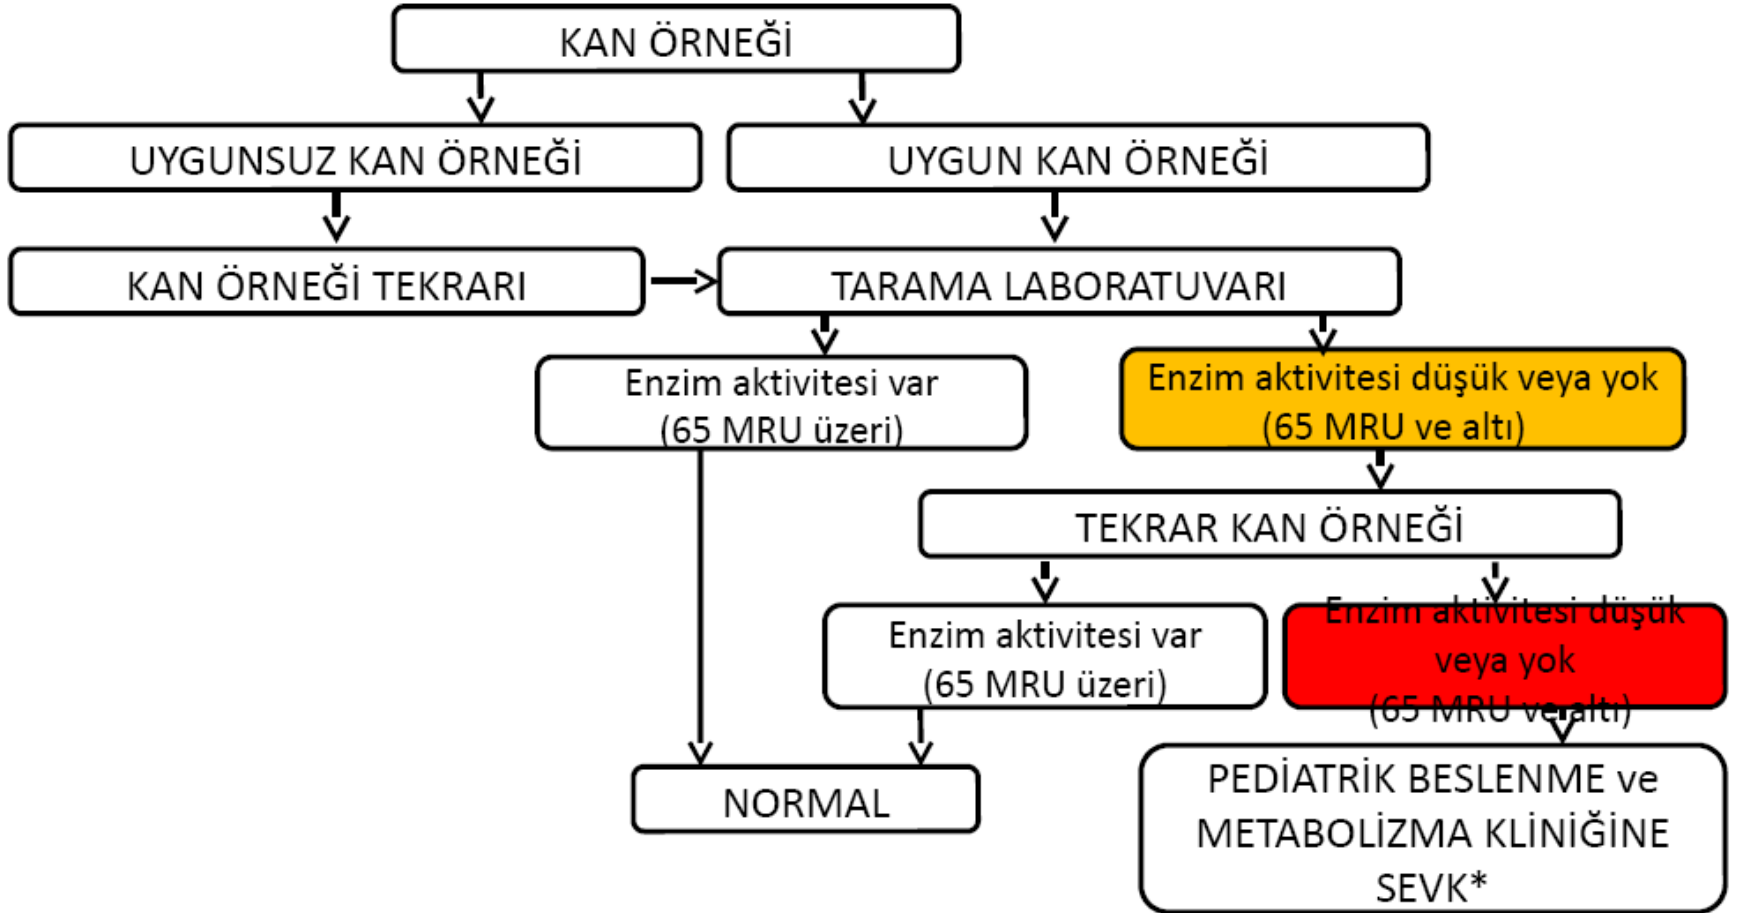 KAN ÖRNEĞİ
UYGUNSUZ KAN ÖRNEĞİ
UYGUN KAN ÖRNEĞİ
KAN ÖRNEĞİ TEKRARI
TARAMA LABORATUVARI
Enzim aktivitesi var
(65 MRU üzeri)
Enzim aktivitesi düşük veya yok
(65 MRU ve altı)
TEKRAR KAN ÖRNEĞİ
Enzim aktivitesi var
(65 MRU üzeri)
Enzim aktivitesi düşük
veya yok
(65 MRU ve altı)
NORMAL
PEDİATRİK BESLENME ve
METABOLİZMA KLİNİĞİNE
SEVK*